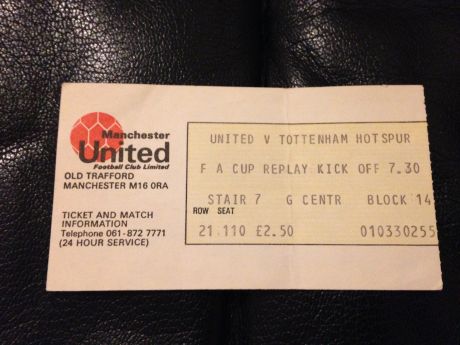 Manchester
United
Football Club Limited
OLD TRAFFORD
MANCHESTER M16 0RA
TICKET AND MATCH
INFORMATION
Telephone 061-872 7771
(24 HOUR SERVICE)
UNITED V TOTTENHAM HOTSPUR
F A CUP REPLAY KICK OFF 7.30
STAIR 7 G CENTR BLOCK 14
ROW SEAT
21 110 £2.50 010330255